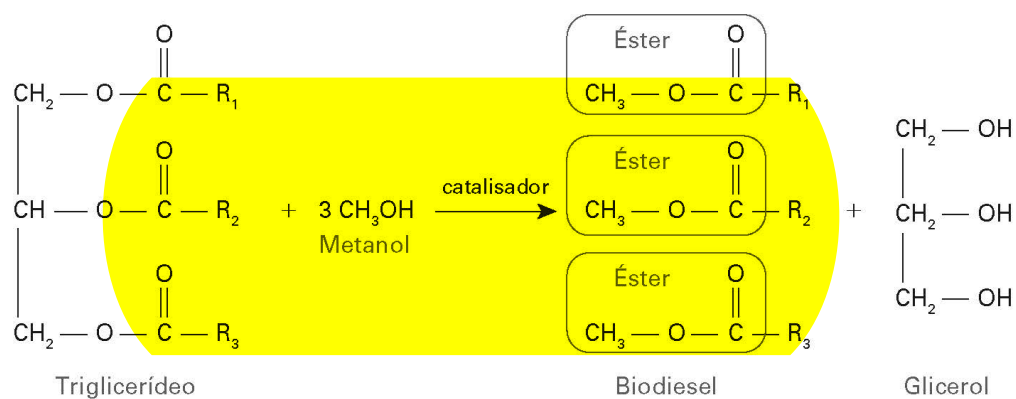 O O
Éster
CH₂ — O — C — R₁ CH₃ — O — C — R₁
CH₂ — OH
O O
Éster
catalisador
CH — O — C — R₂ + 3 CH₃OH CH₃ — O — C — R₂ + CH₂ — OH
Metanol
O O
Éster
CH₂ — OH
CH₂ — O — C — R₃ CH₃ — O — C — R₃
Triglicerídeo Biodiesel Glicerol